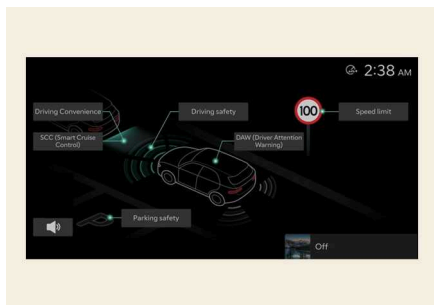 2:38 AM
Driving Convenience
Driving safety
100
Speed limit
SCC (Smart Cruise
Control)
DAW (Driver Attention
Warning)
Parking safety
Off